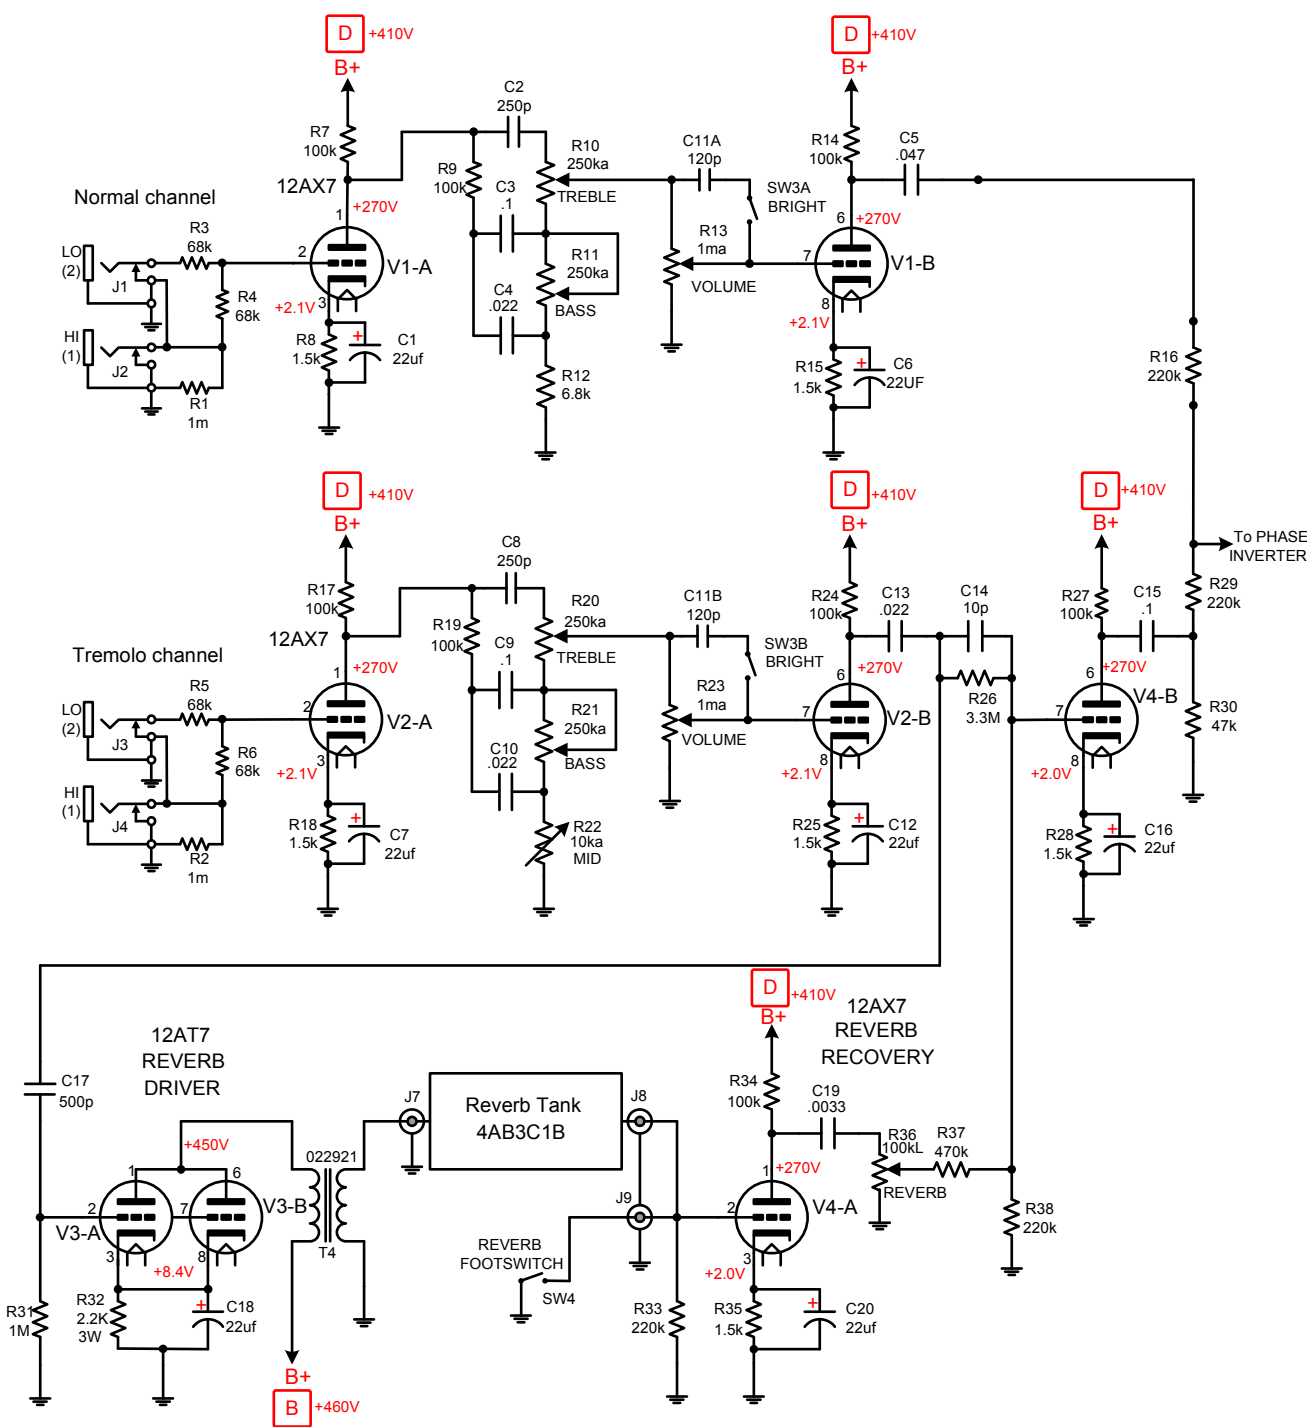 D +410V
B+
R7
100k
12AX7
+270V
1
2
3
V1-A
+2.1V
R8
1.5k
+
C1
22uf
Normal channel
LO
(2)
J1
R3
68k
R4
68k
HI
(1)
J2
R1
1m
C2
250p
R9
100k
R10
250ka
TREBLE
C3
.1
R11
250ka
BASS
C4
.022
R12
6.8k
C11A
120p
SW3A
BRIGHT
R13
1ma
VOLUME
D +410V
B+
R14
100k
C5
.047
6
+270V
7
V1-B
8
+2.1V
R15
1.5k
+
C6
22UF
R16
220k
To PHASE
INVERTER
D +410V
B+
R17
100k
12AX7
+270V
1
2
3
V2-A
+2.1V
R18
1.5k
+
C7
22uf
Tremolo channel
LO
(2)
J3
R5
68k
R6
68k
HI
(1)
J4
R2
1m
C8
250p
R19
100k
R20
250ka
TREBLE
C9
.1
R21
250ka
BASS
C10
.022
R22
10ka
MID
C11B
120p
SW3B
BRIGHT
R23
1ma
VOLUME
D +410V
B+
R24
100k
C13
.022
C14
10p
R26
3.3M
6
+270V
7
V2-B
8
+2.1V
R25
1.5k
+
C12
22uf
D +410V
B+
R27
100k
C15
.1
R29
220k
R30
47k
6
+270V
7
V4-B
8
+2.0V
R28
1.5k
+
C16
22uf
12AT7
REVERB
DRIVER
C17
500p
+450V
1
6
2
7
V3-A
V3-B
3
8
+8.4V
R31
1M
R32
2.2K
3W
+
C18
22uf
022921
T4
B+
B +460V
J7
Reverb Tank
4AB3C1B
J8
J9
REVERB
FOOTSWITCH
SW4
R33
220k
D +410V
B+
12AX7
REVERB
RECOVERY
R34
100k
C19
.0033
R36
100kL
REVERB
R37
470k
R38
220k
1
+270V
2
V4-A
3
+2.0V
R35
1.5k
+
C20
22uf